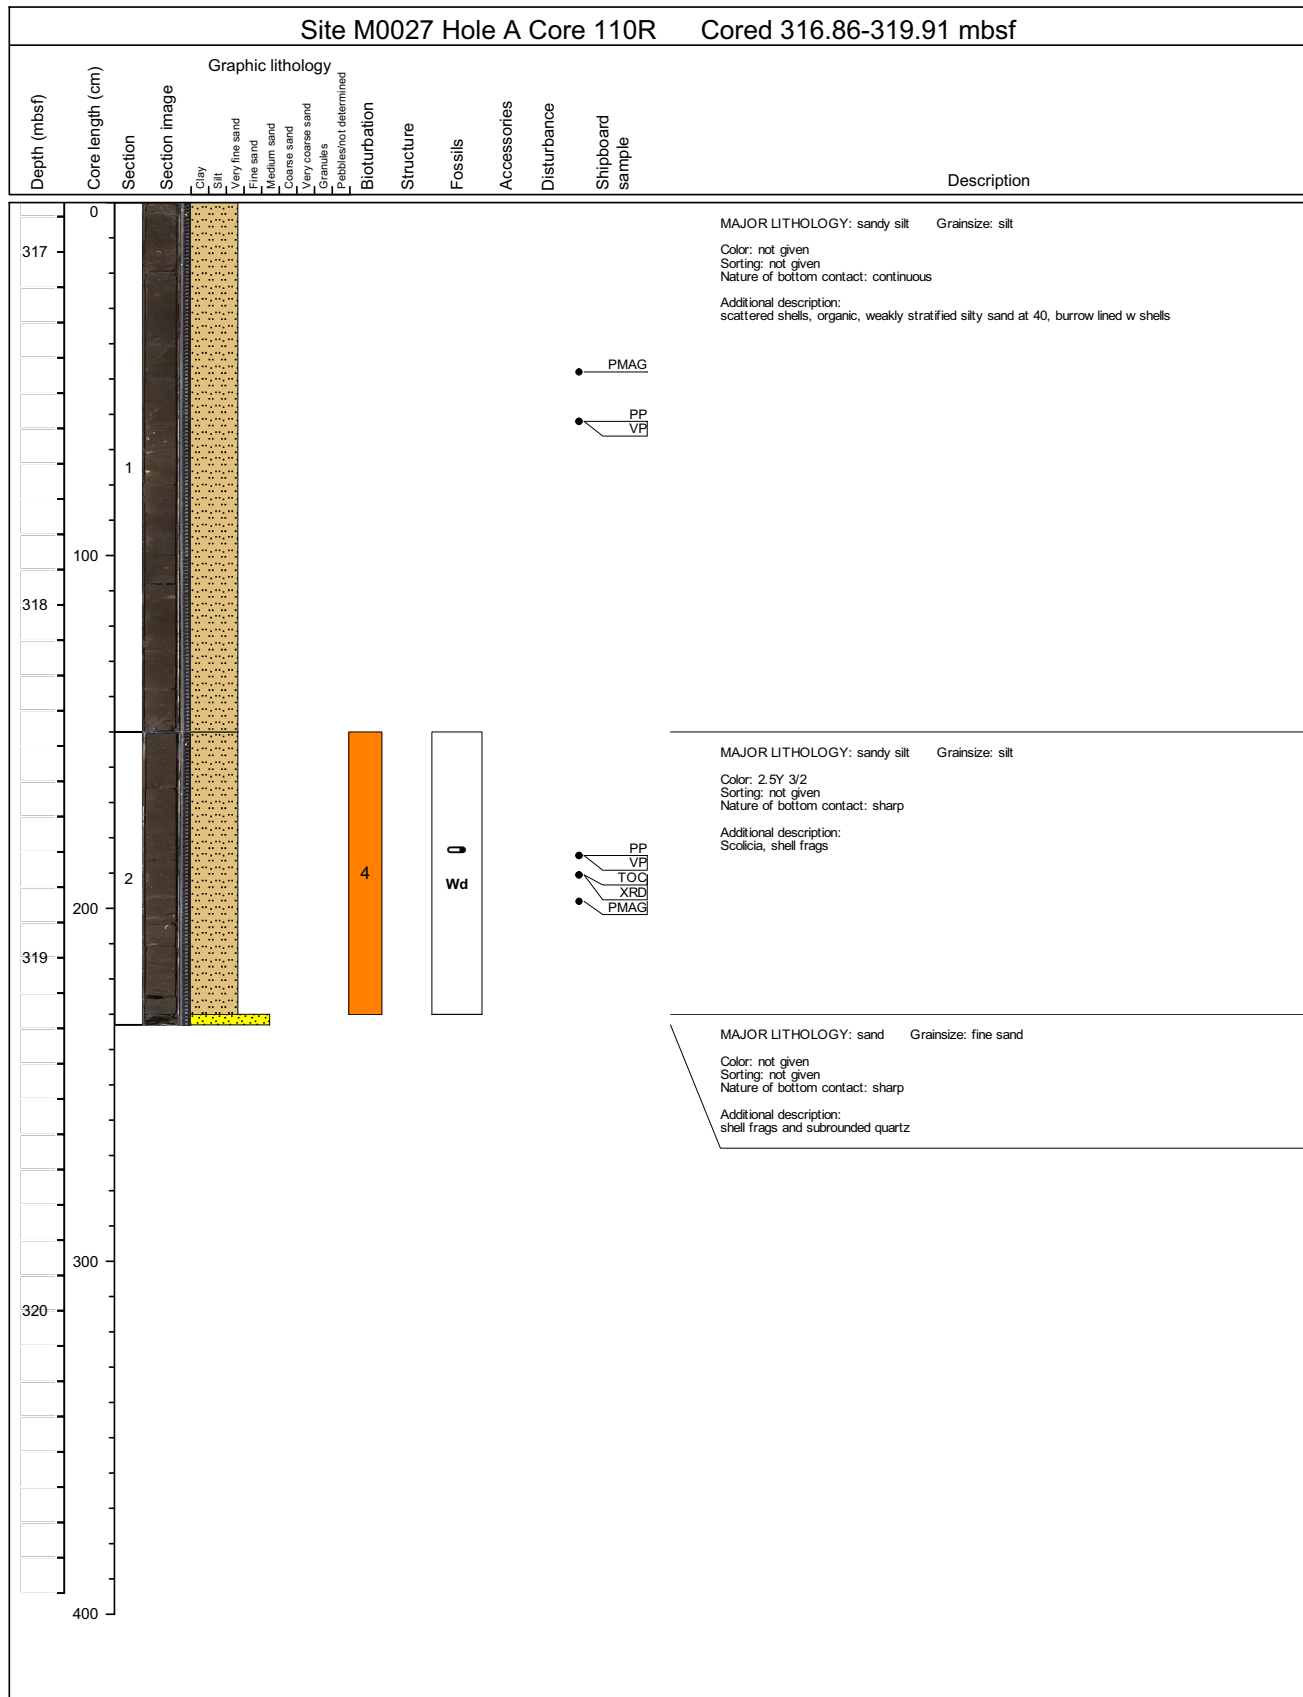 Site M0027 Hole A Core 110R Cored 316.86-319.91 mbsf
Graphic lithology
Depth (mbsf)
Core length (cm)
Section
Section image
Clay
Silt
Very fine sand
Fine sand
Medium sand
Coarse sand
Very coarse sand
Granules
Pebbles/not determined
Bioturbation
Structure
Fossils
Accessories
Disturbance
Shipboard
sample
Description
0
MAJOR LITHOLOGY: sandy silt Grainsize: silt
317
Color: not given
Sorting: not given
Nature of bottom contact: continuous
Additional description:
scattered shells, organic, weakly stratified silty sand at 40, burrow lined w shells
PMAG
PP
VP
1
100
318
MAJOR LITHOLOGY: sandy silt Grainsize: silt
Color: 2.5Y 3/2
Sorting: not given
Nature of bottom contact: sharp
Additional description:
Scolicia, shell frags
PP
VP
TOC
XRD
PMAG
2
4
Wd
200
319
MAJOR LITHOLOGY: sand Grainsize: fine sand
Color: not given
Sorting: not given
Nature of bottom contact: sharp
Additional description:
shell frags and subrounded quartz
300
320
400